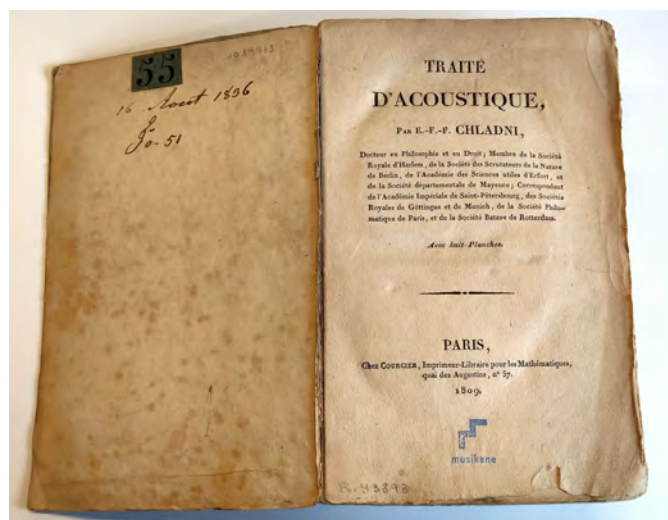 55
16 Aout 1896
Jo-51
TRAITÉ
D'ACOUSTIQUE,
PAR E.-F.-F. CHLADNI,
Docteur en Philosophie et en Droit; Membre de la Société
Royale d'Harlem, de la Société des Scrutateurs de la Nature
de Berlin, de l'Académie des Sciences utiles d'Erfort, et
de la Société départementale de Mayence; Correspondant
de l'Académie Impériale de Saint-Pétersbourg, des Sociétés
Royales de Göttingue et de Munich, de la Société Philo-
matique de Paris, et de la Société Batave de Rotterdam.
Avec huit Planches.
PARIS,
Chez COURCIER, Imprimeur-Libraire pour les Mathématiques,
quai des Augustins, n° 57.
1809.
musikene
R. 43893